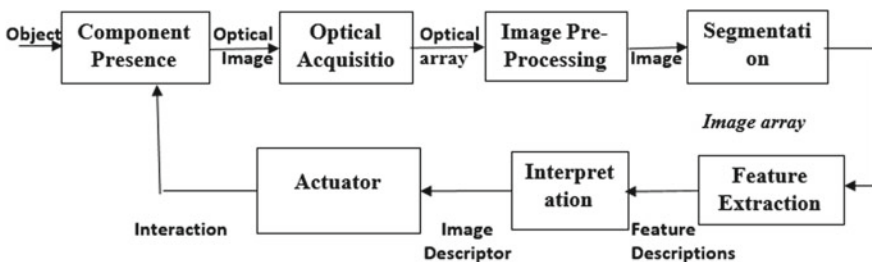 Object
Component
Presence
Optical
Image
Optical
Acquisitio
Optical
array
Image Pre-
Processing
Image
Segmentati
on
Image array
Feature
Extraction
Feature
Descriptions
Interpret
ation
Image
Descriptor
Actuator
Interaction